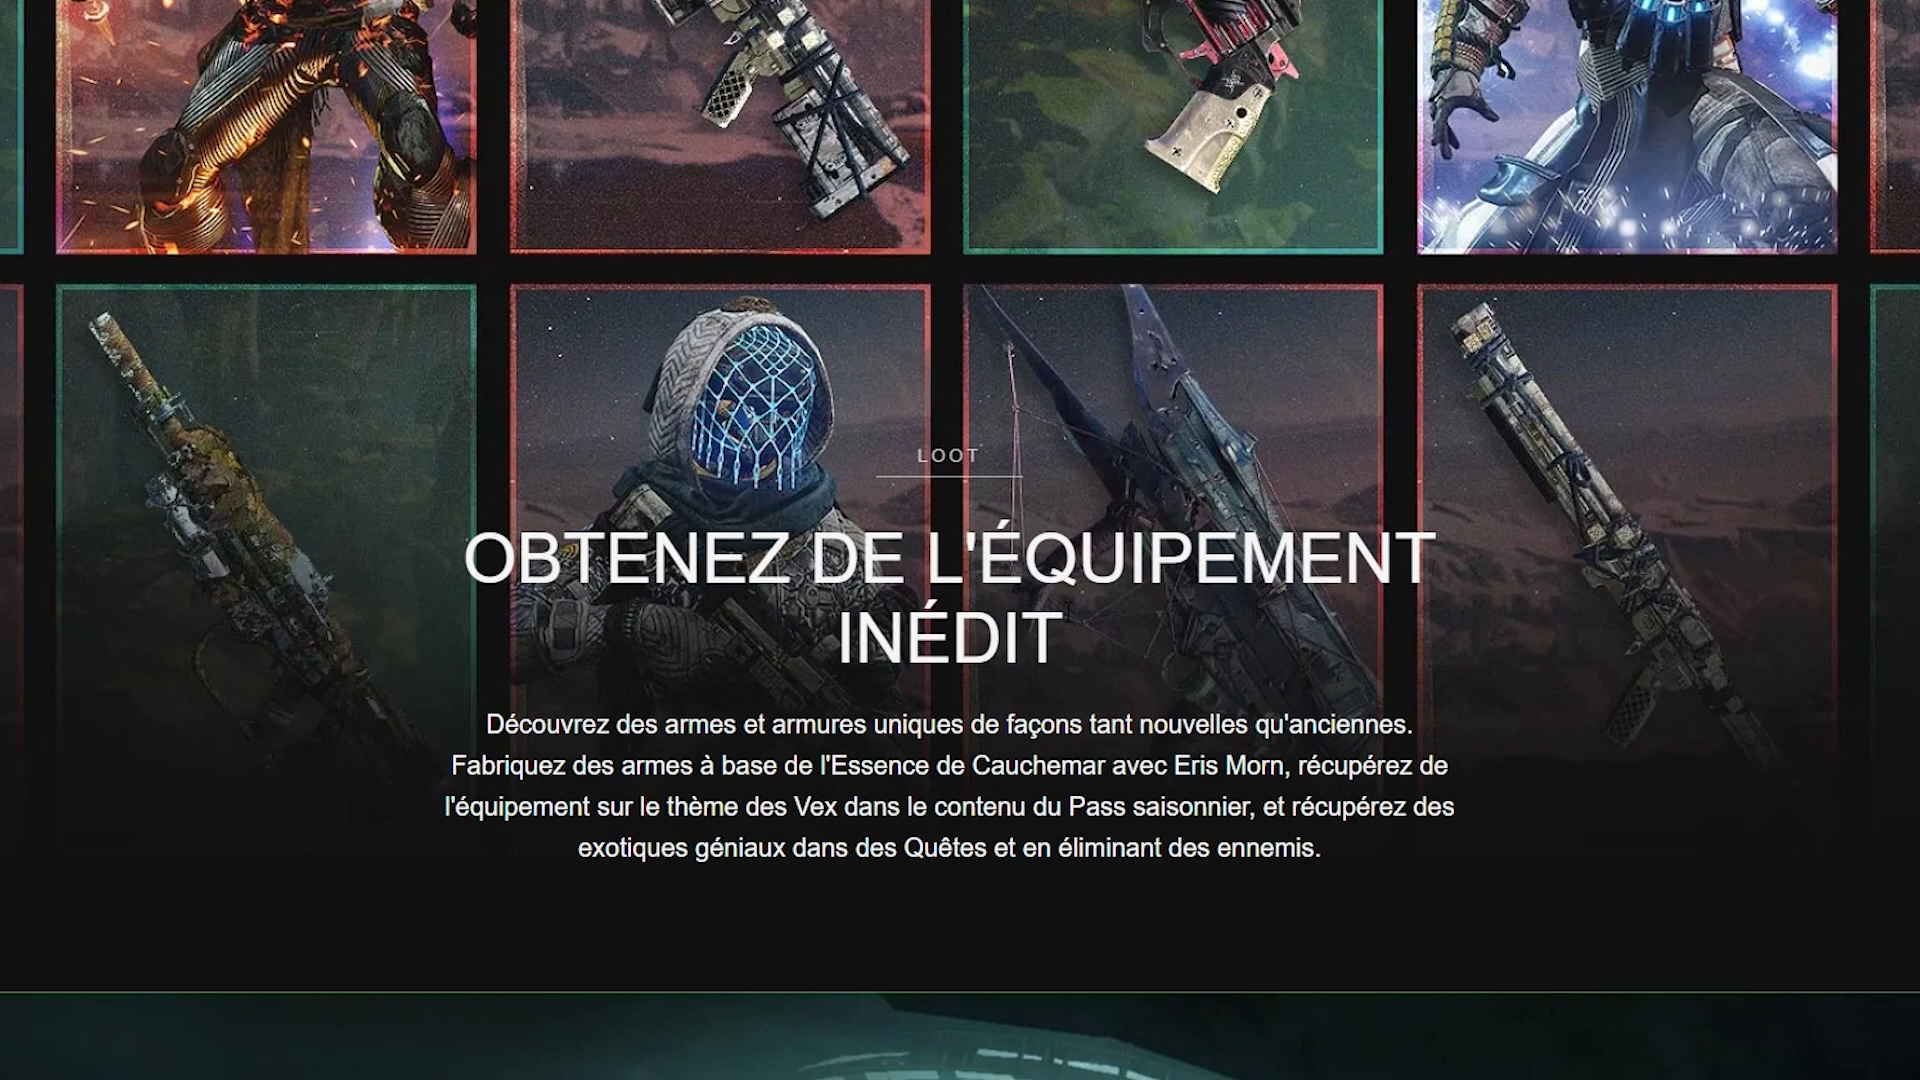 LOOT
OBTENEZ DE L'ÉQUIPEMENT
INÉDIT
Découvrez des armes et armures uniques de façons tant nouvelles qu'anciennes.
Fabriquez des armes à base de l'Essence de Cauchemar avec Eris Morn, récupérez de
l'équipement sur le thème des Vex dans le contenu du Pass saisonnier, et récupérez des
exotiques géniaux dans des Quêtes et en éliminant des ennemis.